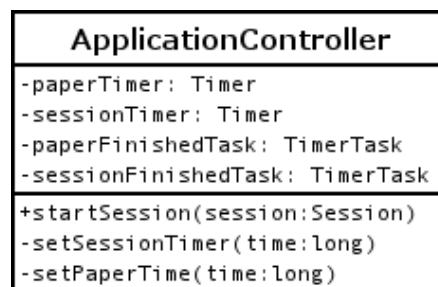 ApplicationController
-paperTimer: Timer
-sessionTimer: Timer
-paperFinishedTask: TimerTask
-sessionFinishedTask: TimerTask
+startSession(session:Session)
-setSessionTimer(time:long)
-setPaperTime(time:long)